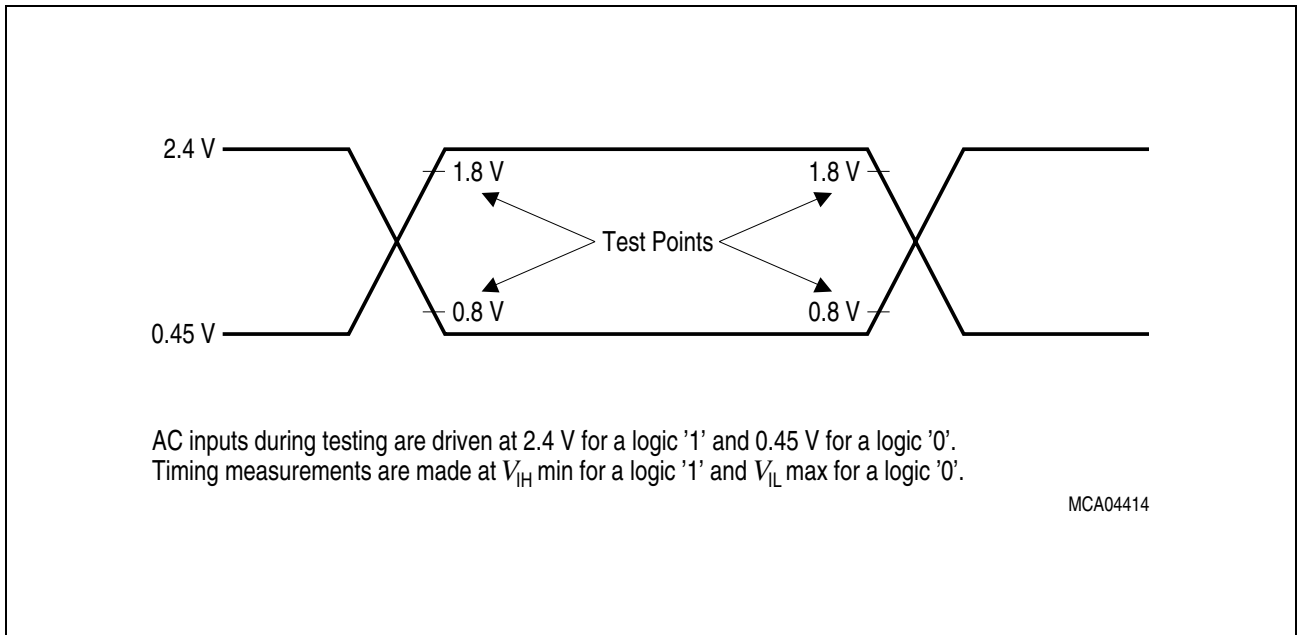 2.4 V
1.8 V
1.8 V
Test Points
0.8 V
0.8 V
0.45 V
AC inputs during testing are driven at 2.4 V for a logic '1' and 0.45 V for a logic '0'.
Timing measurements are made at VIH min for a logic '1' and VIL max for a logic '0'.
MCA04414